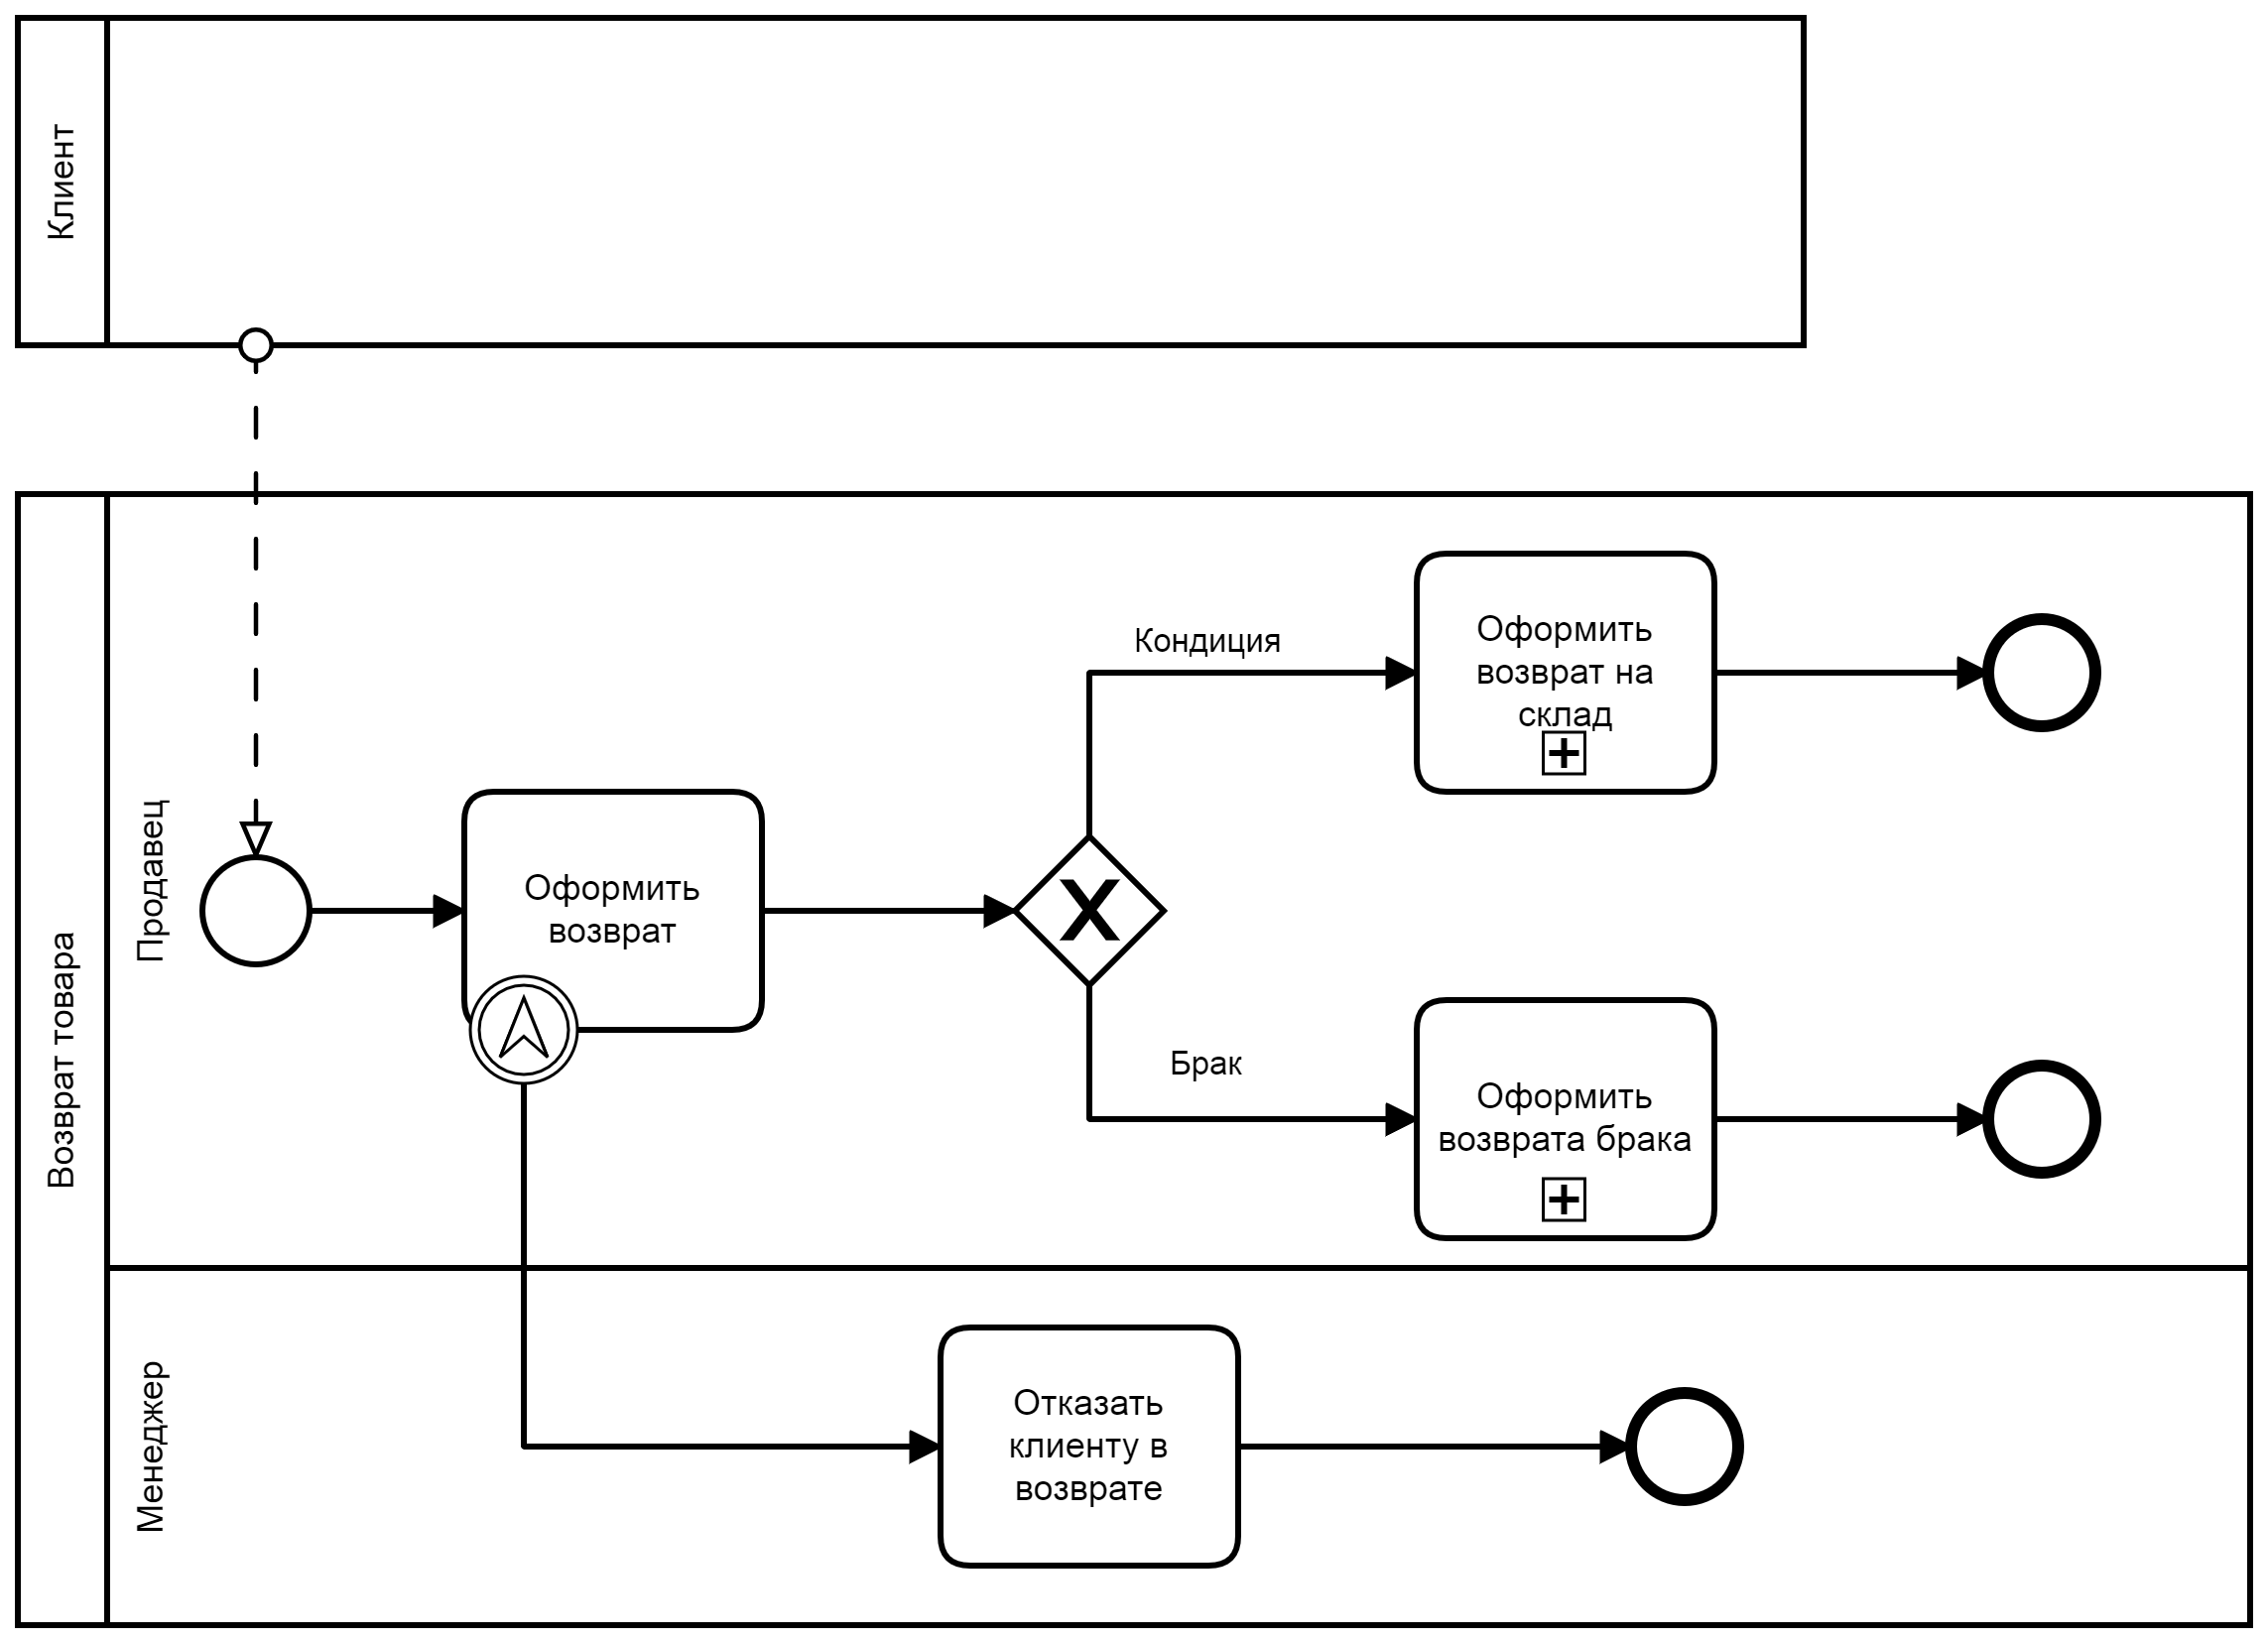 Клиент
Возврат товара
Продавец
Оформить
возврат
Кондиция
Оформить
возврат на
склад
Брак
Оформить
возврата брака
Менеджер
Отказать
клиенту в
возврате